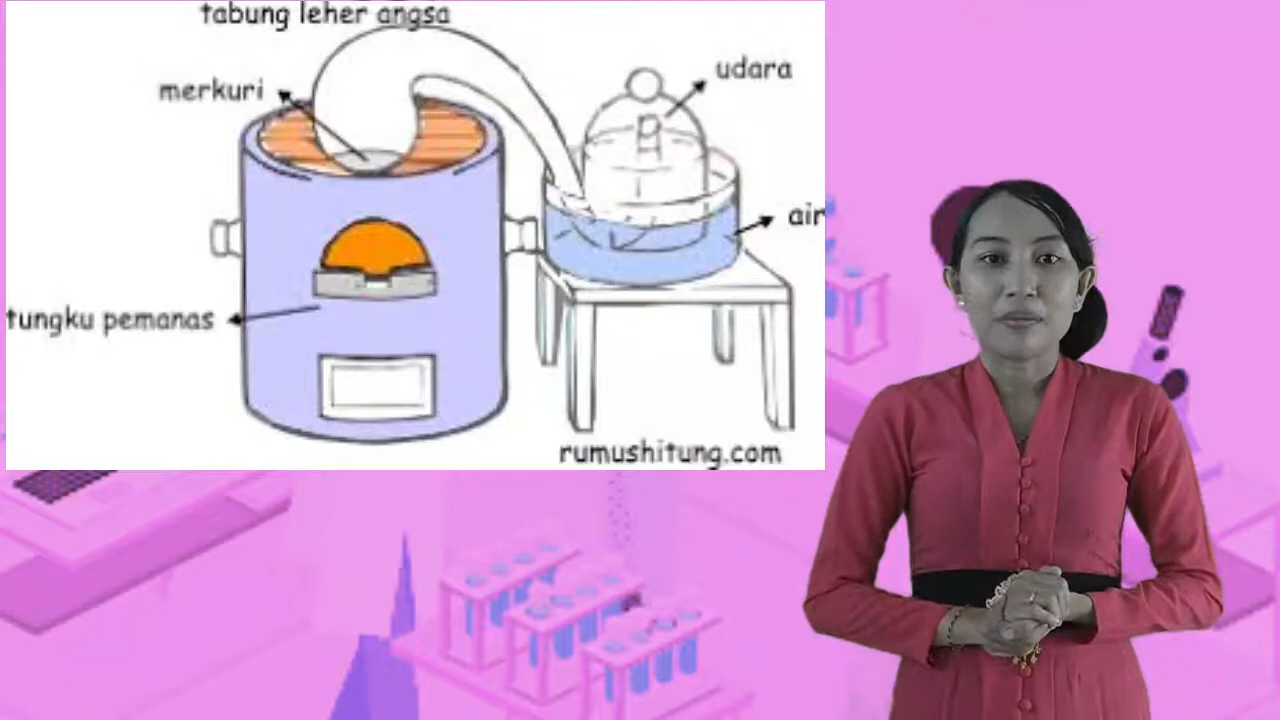 tabung leher angsa
merkuri
udara
air
tungku pemanas
rumushitung.com